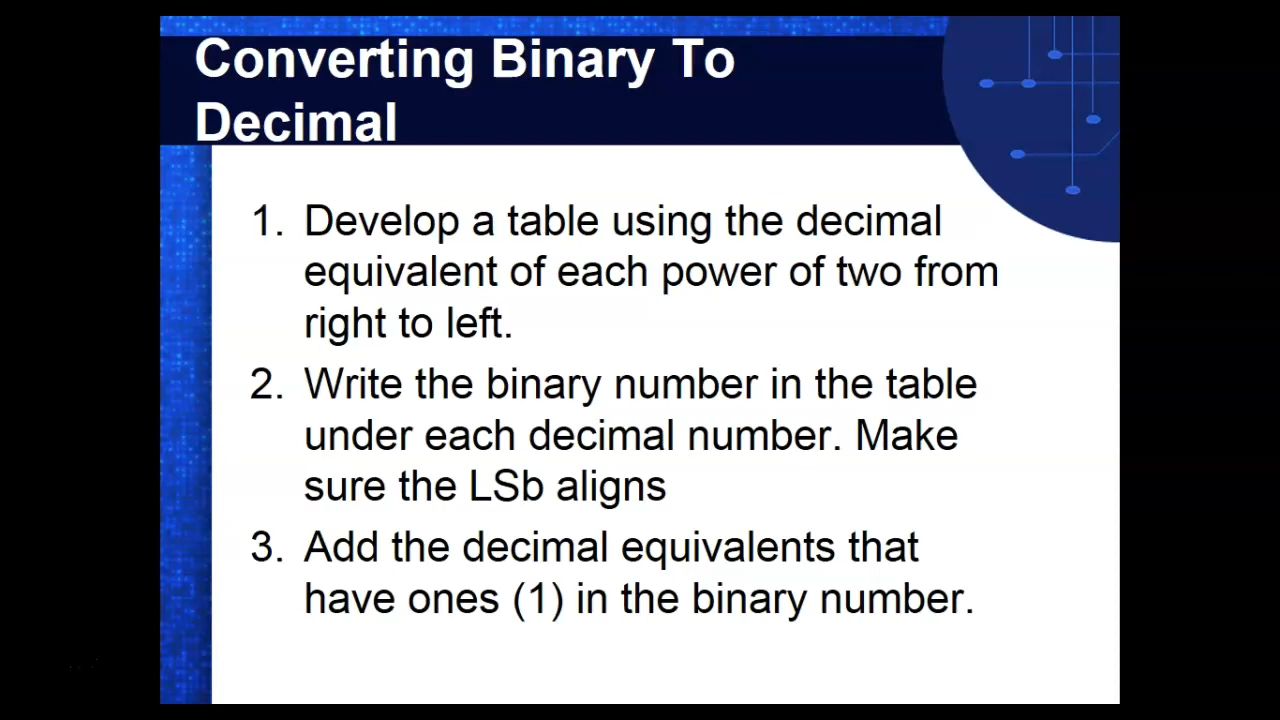 Converting Binary To
Decimal
1. Develop a table using the decimal
equivalent of each power of two from
right to left.
2. Write the binary number in the table
under each decimal number. Make
sure the LSb aligns
3. Add the decimal equivalents that
have ones (1) in the binary number.